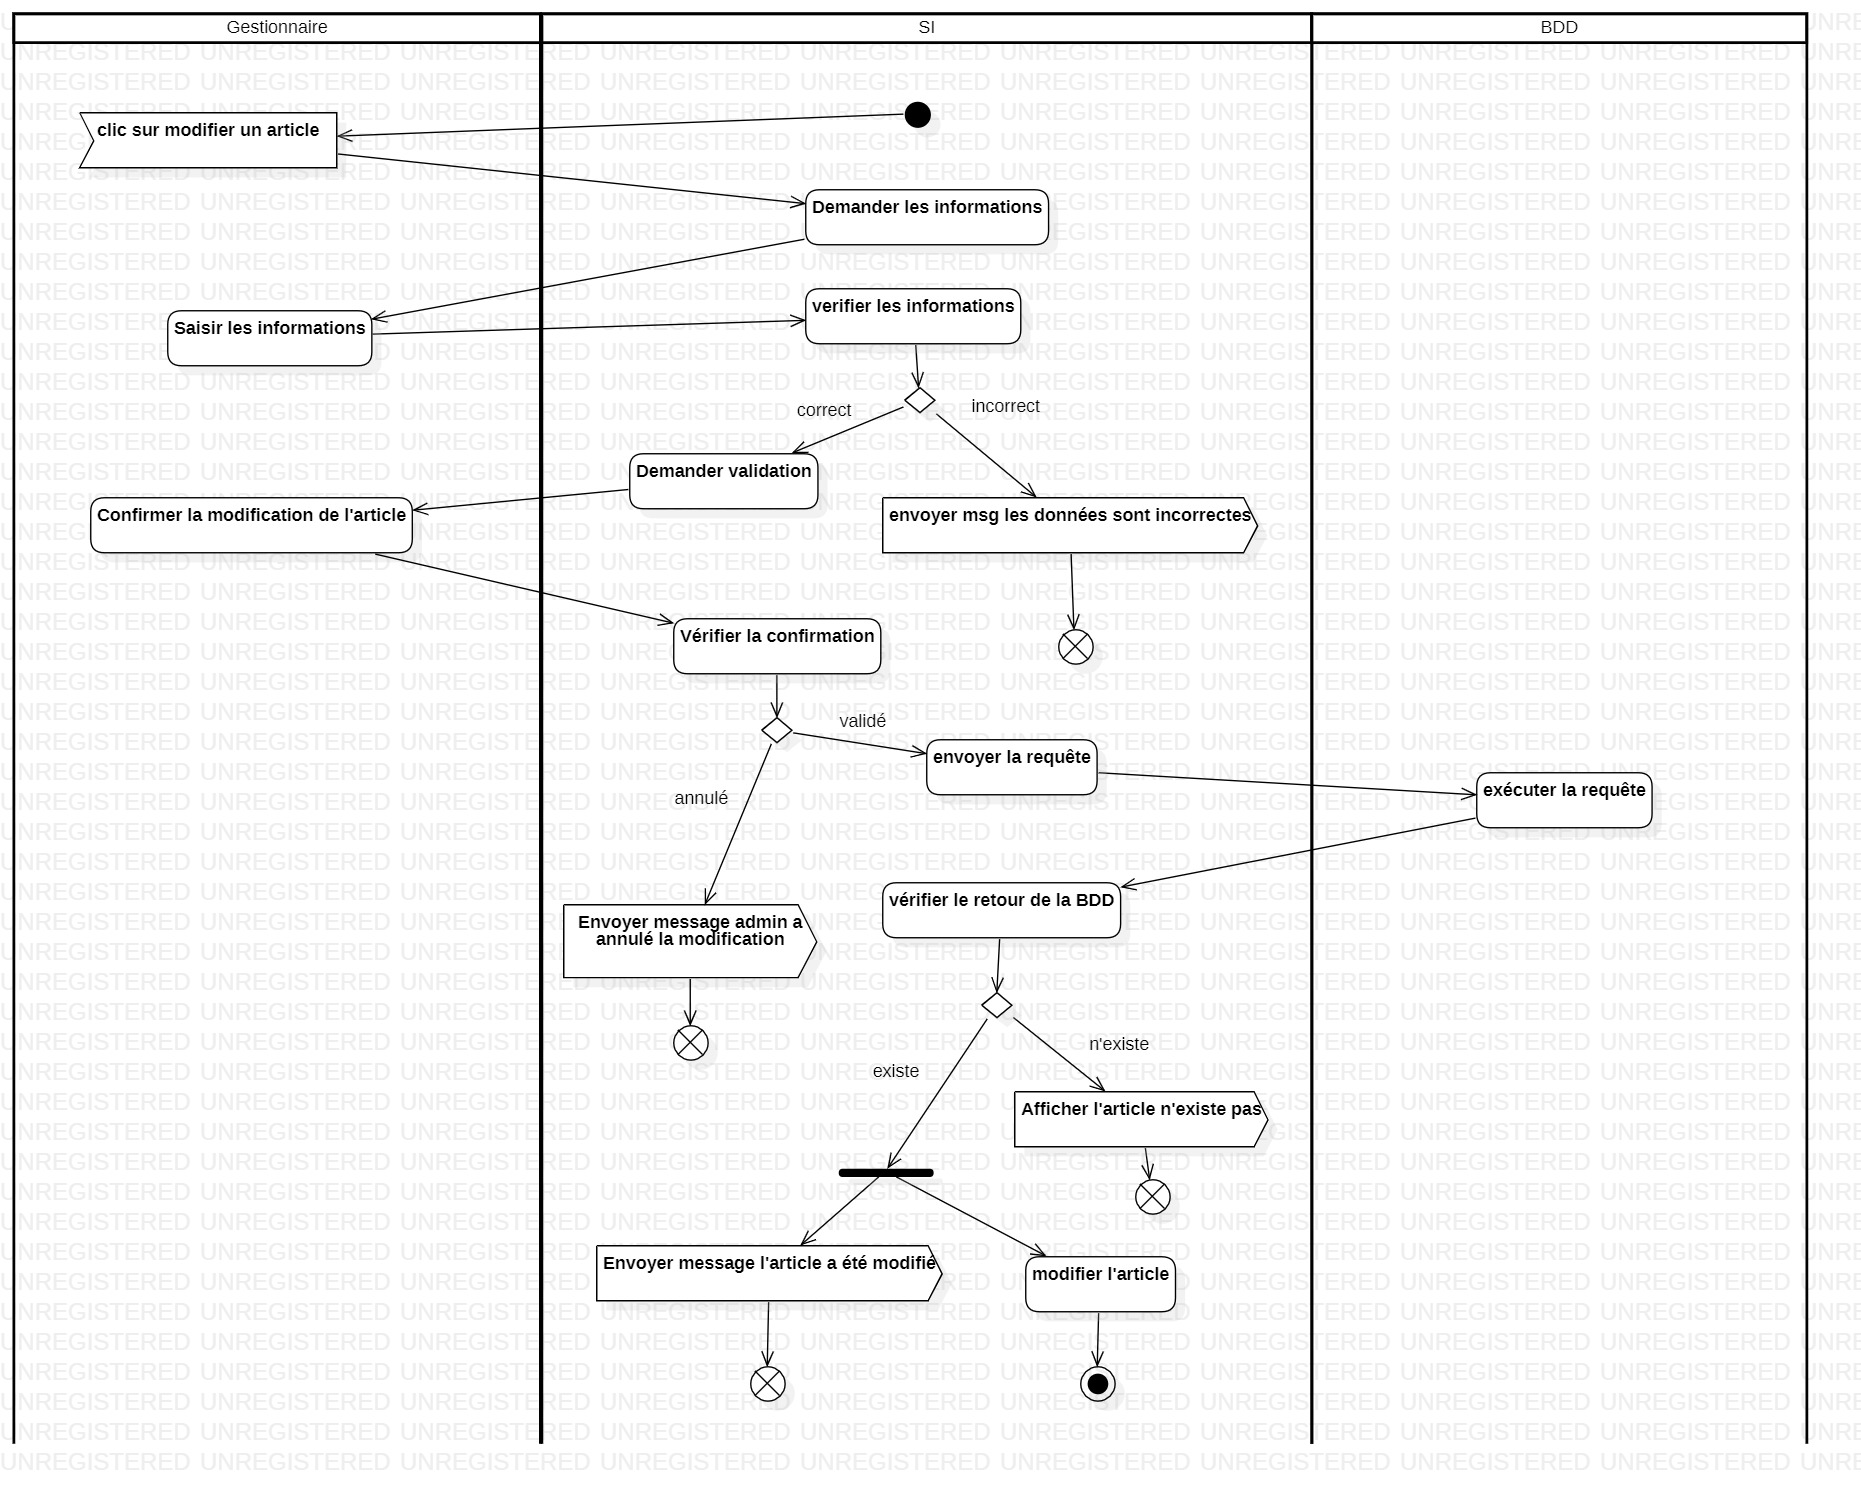 Gestionnaire
SI
BDD
clic sur modifier un article
Demander les informations
verifier les informations
Saisir les informations
correct
incorrect
Demander validation
Confirmer la modification de l'article
envoyer msg les données sont incorrectes
Vérifier la confirmation
validé
envoyer la requête
exécuter la requête
annulé
vérifier le retour de la BDD
Envoyer message admin a
annulé la modification
n'existe
existe
Afficher l'article n'existe pas
Envoyer message l'article a été modifié
modifier l'article
UNREGISTERED